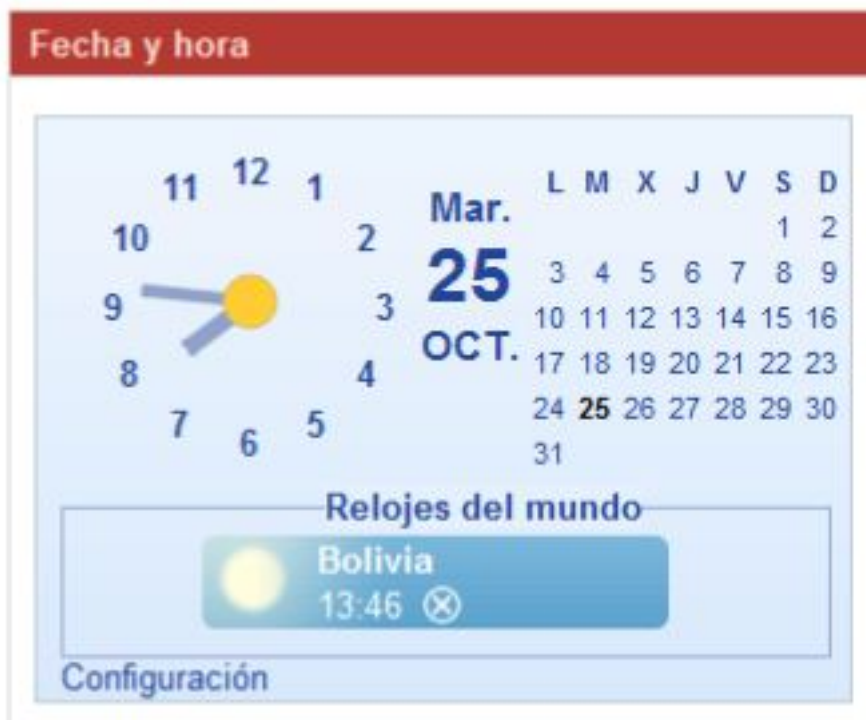 Fecha y hora
12
11 1
10 2
9 3
8 4
7 5
6
Mar.
25
OCT.
L M X J V S D
1 2
3 4 5 6 7 8 9
10 11 12 13 14 15 16
17 18 19 20 21 22 23
24 25 26 27 28 29 30
31
Relojes del mundo
Bolivia
13:46
Configuración